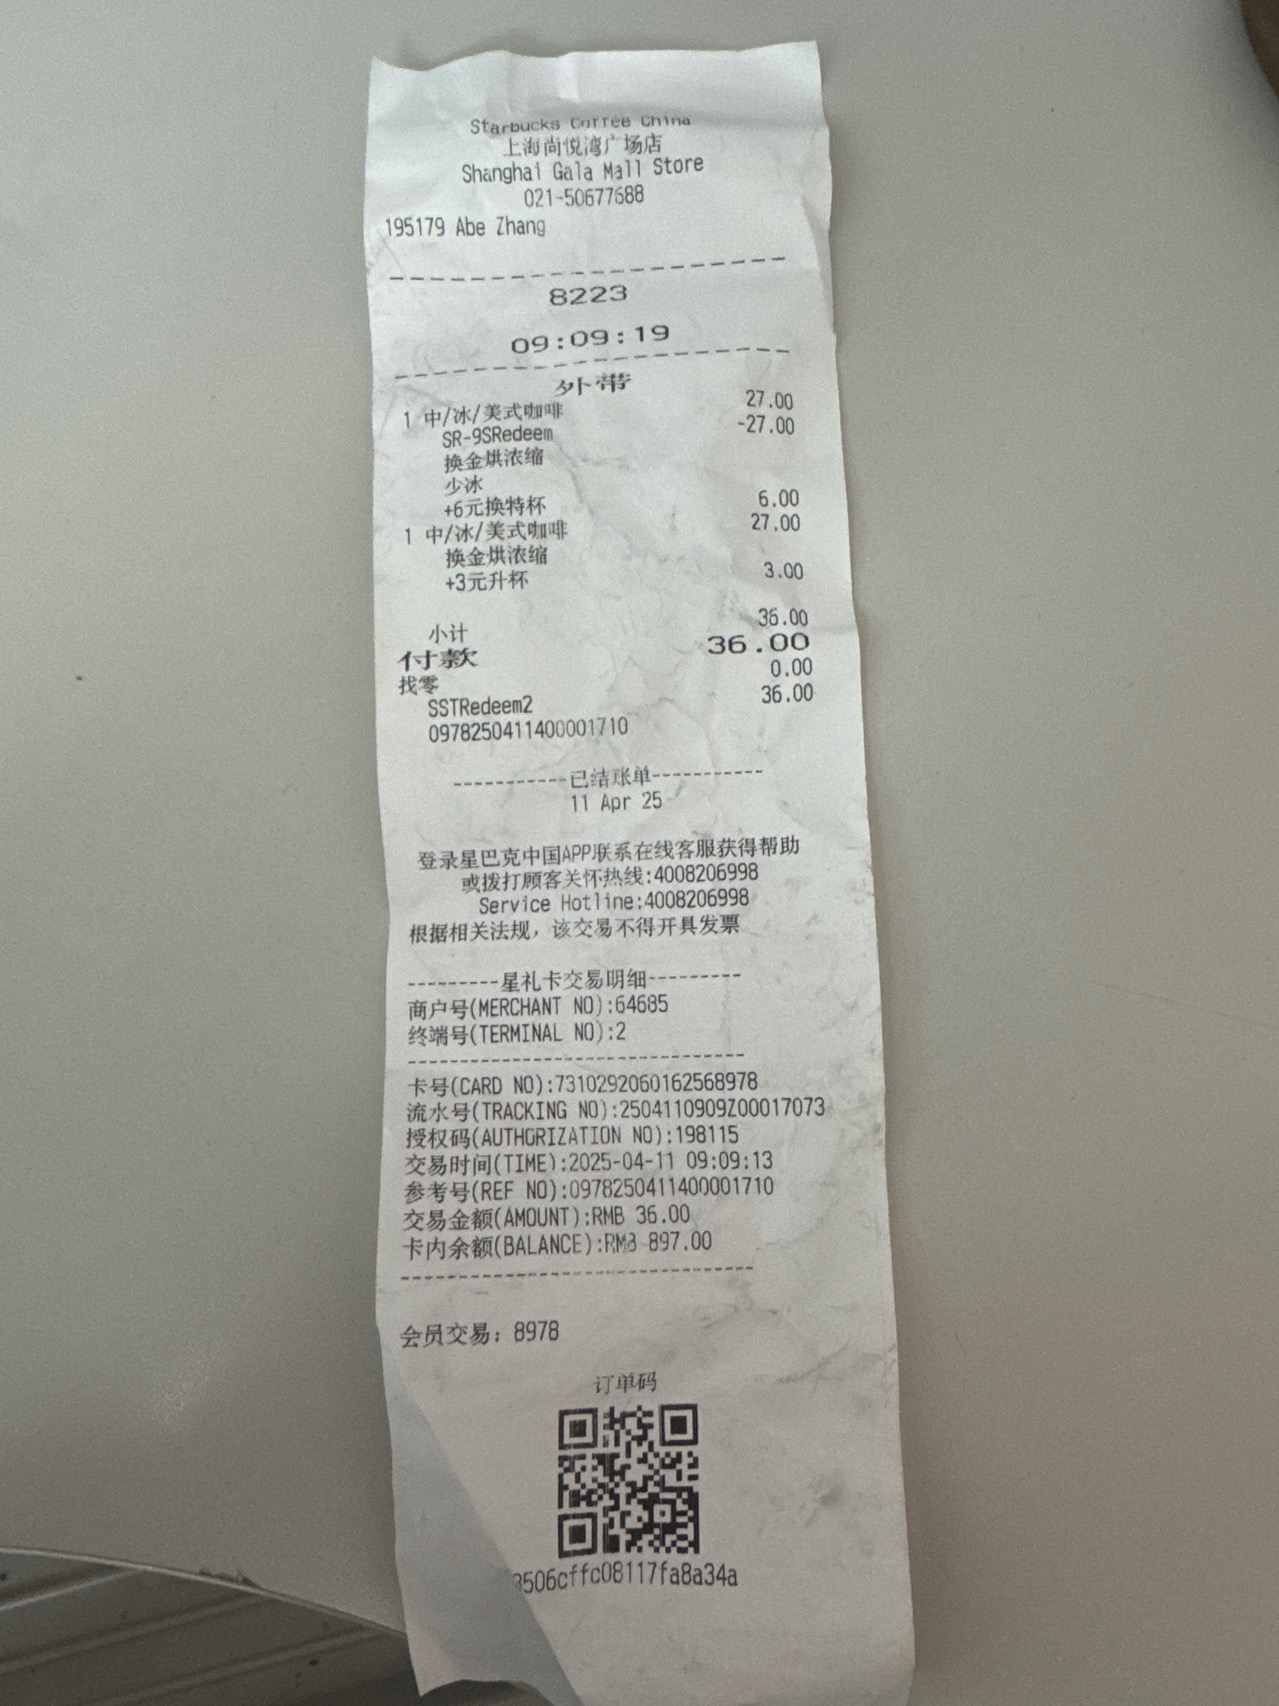 Starbucks Coffee China
上海尚悦湾广场店
Shanghai Gala Mall Store
021-50677688
195179 Abe Zhang
8223
09:09:19
外带
1 中/冰/美式咖啡 27.00
SR-9SRedeem -27.00
换金烘浓缩
少冰
+6元换特杯 6.00
1 中/冰/美式咖啡 27.00
换金烘浓缩
+3元升杯 3.00
小计 36.00
付款 36.00
找零 0.00
SSTRedeem2 36.00
0978250411400001710
-----------已结账单-----------
11 Apr 25
登录星巴克中国APP联系在线客服获得帮助
或拨打顾客关怀热线:4008206998
Service Hotline:4008206998
根据相关法规，该交易不得开具发票
---------星礼卡交易明细---------
商户号(MERCHANT NO):64685
终端号(TERMINAL NO):2
卡号(CARD NO):7310292060162568978
流水号(TRACKING NO):2504110909Z00017073
授权码(AUTHORIZATION NO):198115
交易时间(TIME):2025-04-11 09:09:13
参考号(REF NO):0978250411400001710
交易金额(AMOUNT):RMB 36.00
卡内余额(BALANCE):RMB 897.00
会员交易: 8978
订单码
3506cffc08117fa8a34a